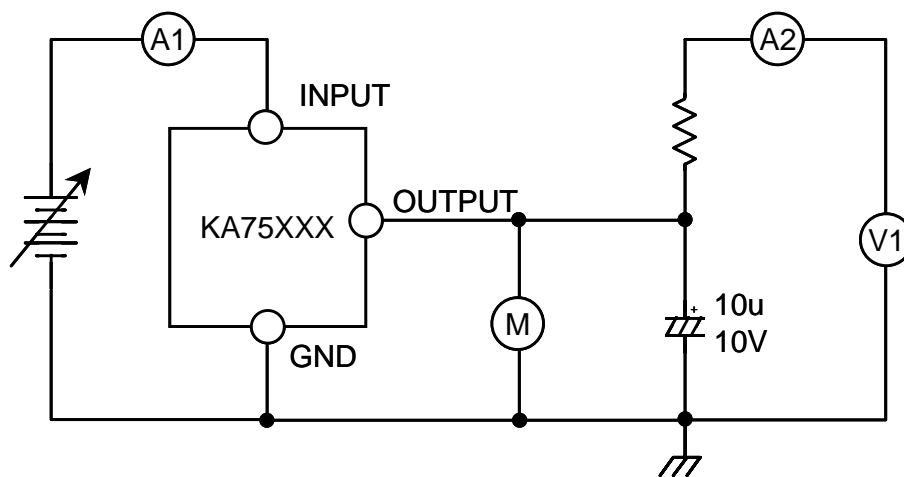 A1
A2
INPUT
KA75XXX
OUTPUT
V1
M
+
10u
10V
GND